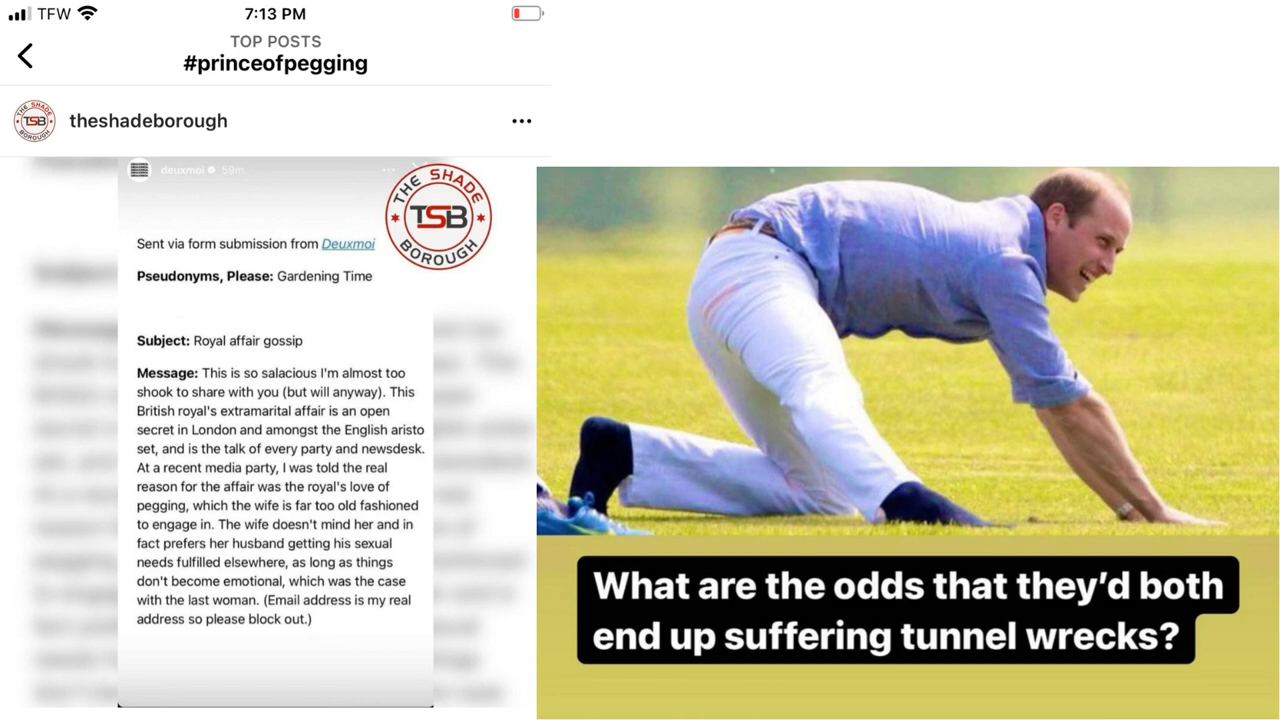 TFW 7:13 PM
TOP POSTS
#princeofpegging
TSB
THE SHADE
BOROUGH
theshadeborough
deuxmoi 59m
THE SHADE
TSB
BOROUGH
Sent via form submission from Deuxmoi
Pseudonyms, Please: Gardening Time
Subject: Royal affair gossip
Message: This is so salacious I'm almost too
shook to share with you (but will anyway). This
British royal's extramarital affair is an open
secret in London and amongst the English aristo
set, and is the talk of every party and newsdesk.
At a recent media party, I was told the real
reason for the affair was the royal's love of
pegging, which the wife is far too old fashioned
to engage in. The wife doesn't mind her and in
fact prefers her husband getting his sexual
needs fulfilled elsewhere, as long as things
don't become emotional, which was the case
with the last woman. (Email address is my real
address so please block out.)
What are the odds that they'd both
end up suffering tunnel wrecks?